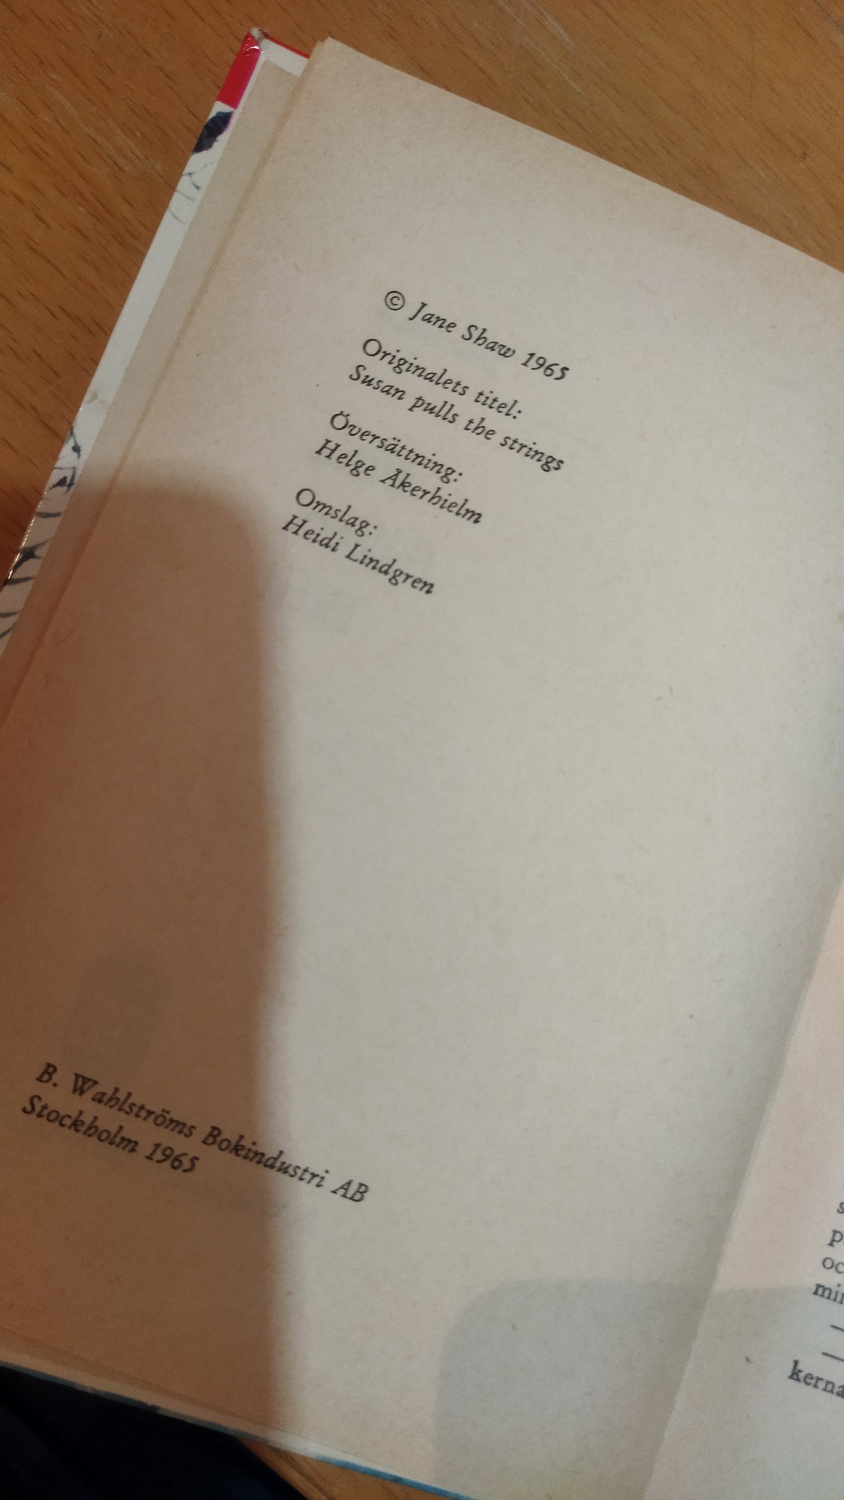 © Jane Shaw 1965
Originalets titel:
Susan pulls the strings
Översättning:
Helge Åkerhielm
Omslag:
Heidi Lindgren
B. Wahlströms Bokindustri AB
Stockholm 1965